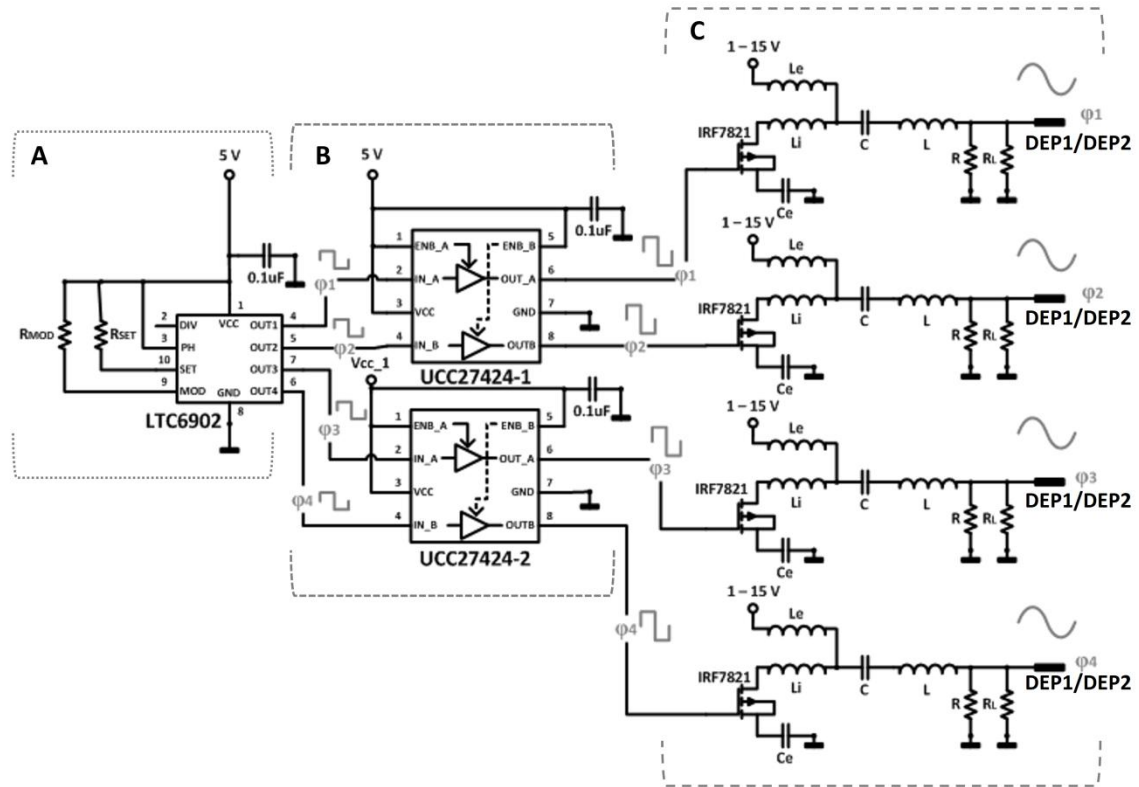 A
5 V
0.1uF
RMOD
RSET
2 DIV
3 PH
10 SET
9 MOD
1
VCC
GND
8
OUT1 4
OUT2 5
OUT3 7
OUT4 6
LTC6902
φ1
φ2
φ3
φ4
B
5 V
0.1uF
1 ENB_A
2 IN_A
3 VCC
4 IN_B
ENB_B 5
OUT_A 6
GND 7
OUTB 8
UCC27424-1
φ1
φ2
Vcc_1
0.1uF
1 ENB_A
2 IN_A
3 VCC
4 IN_B
ENB_B 5
OUT_A 6
GND 7
OUTB 8
UCC27424-2
φ3
φ4
C
1 – 15 V
Le
IRF7821
Li
C
L
R
RL
Ce
φ1
DEP1/DEP2
1 – 15 V
Le
IRF7821
Li
C
L
R
RL
Ce
φ2
DEP1/DEP2
1 – 15 V
Le
IRF7821
Li
C
L
R
RL
Ce
φ3
DEP1/DEP2
1 – 15 V
Le
IRF7821
Li
C
L
R
RL
Ce
φ4
DEP1/DEP2